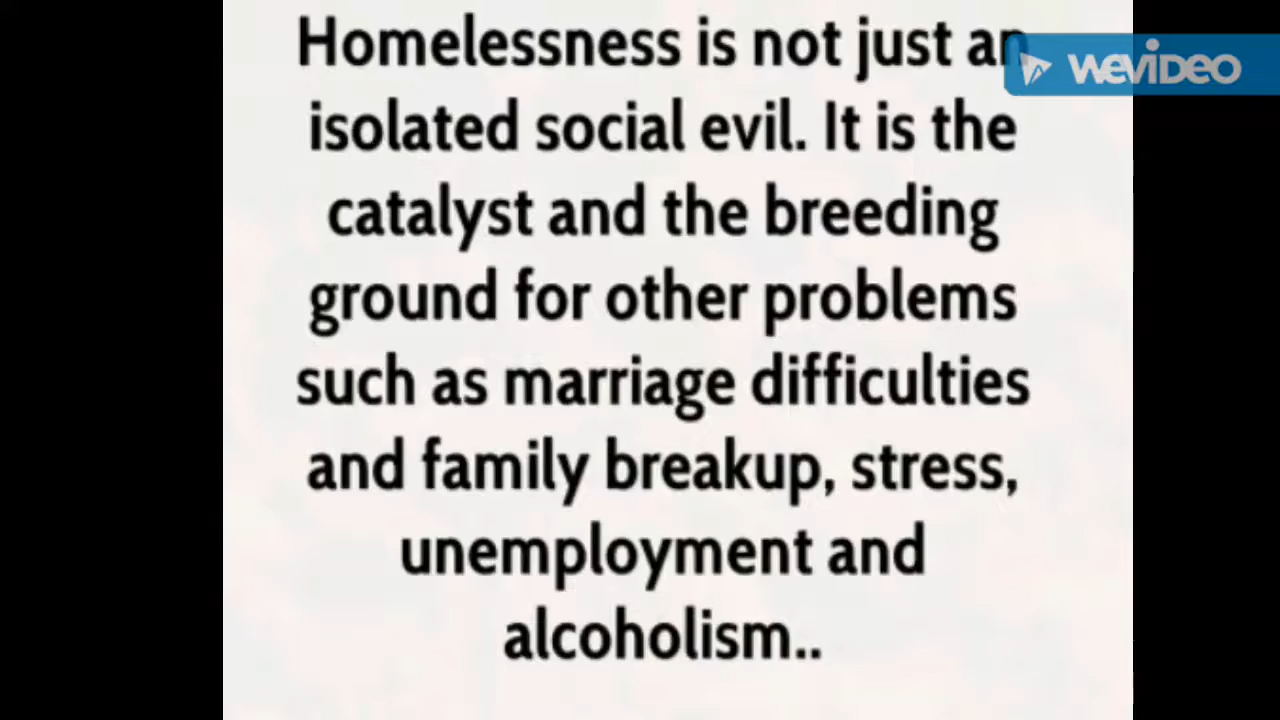 Homelessness is not just an
WEVIDEO
isolated social evil. It is the
catalyst and the breeding
ground for other problems
such as marriage difficulties
and family breakup, stress,
unemployment and
alcoholism..